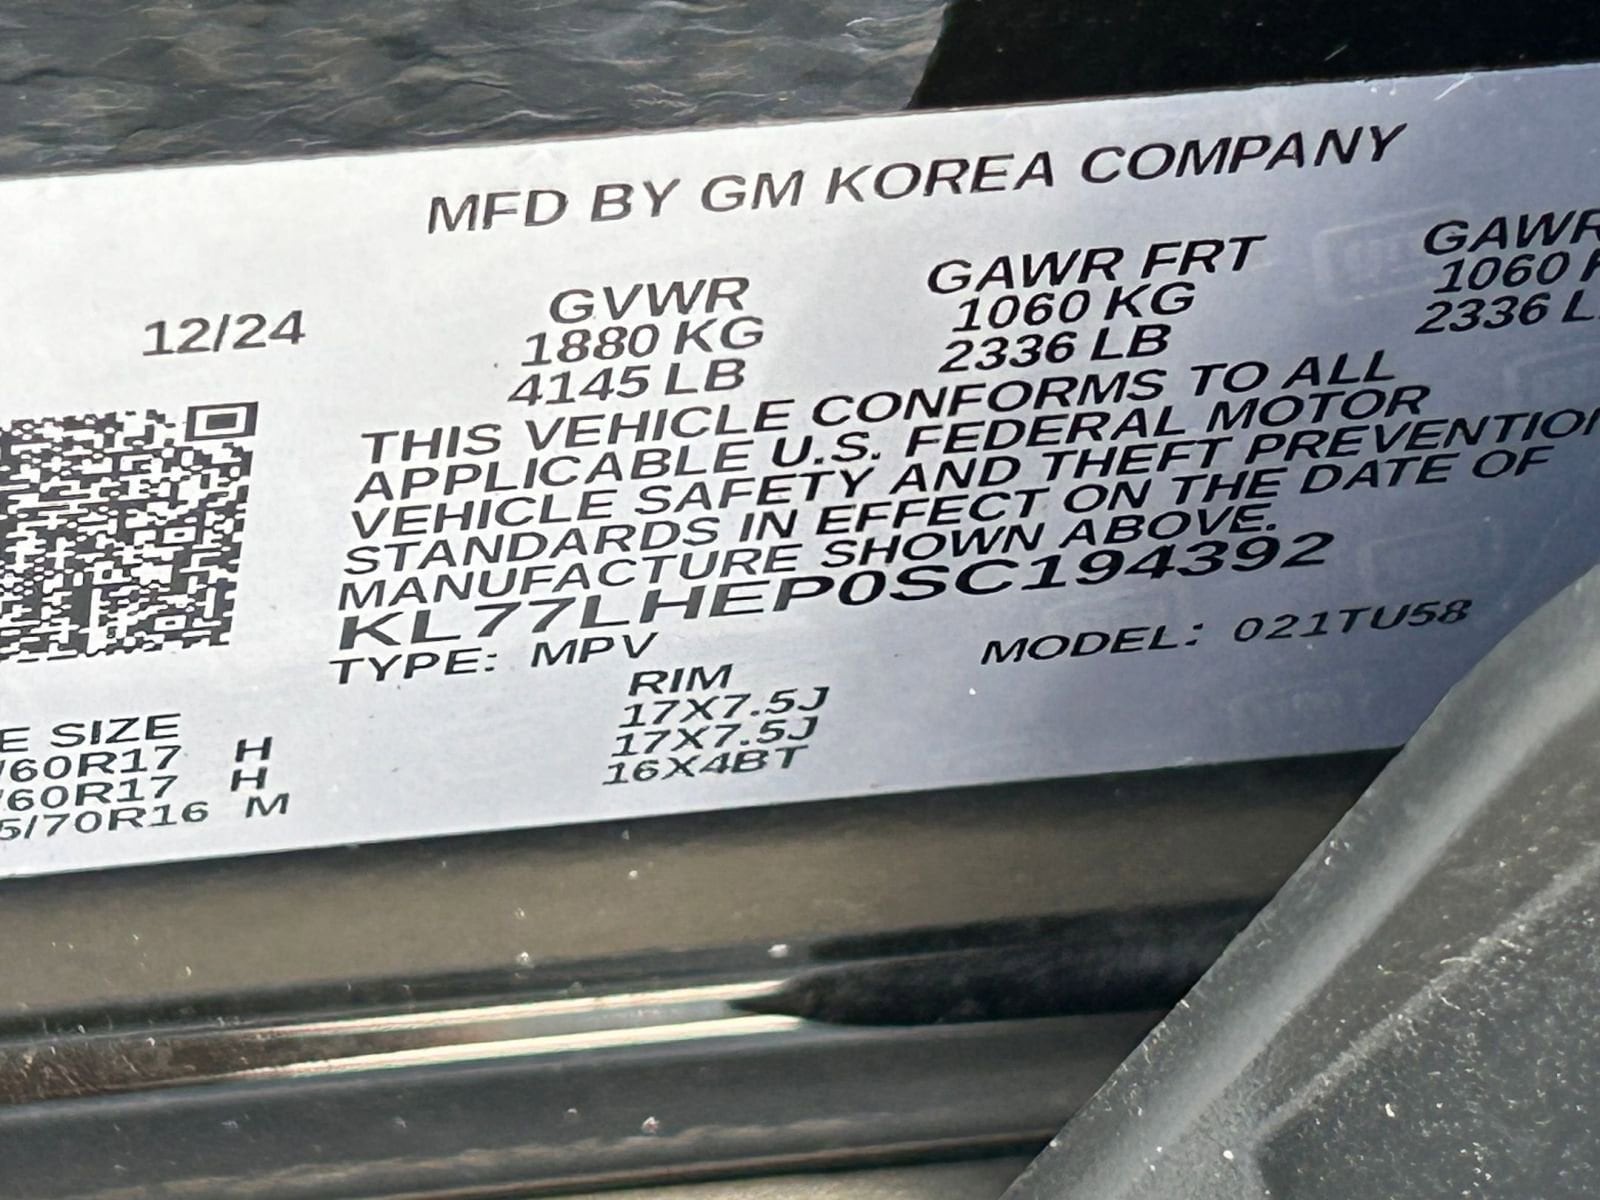 MFD BY GM KOREA COMPANY
12/24
GVWR
1880 KG
4145 LB
GAWR FRT
1060 KG
2336 LB
GAWR
1060
2336
THIS VEHICLE CONFORMS TO ALL
APPLICABLE U.S. FEDERAL MOTOR
VEHICLE SAFETY AND THEFT PREVENTION
STANDARDS IN EFFECT ON THE DATE OF
MANUFACTURE SHOWN ABOVE.
KL77LHEP0SC194392
TYPE: MPV
MODEL: 021TU58
E SIZE
/60R17 H
/60R17 H
5/70R16 M
RIM
17X7.5J
17X7.5J
16X4BT